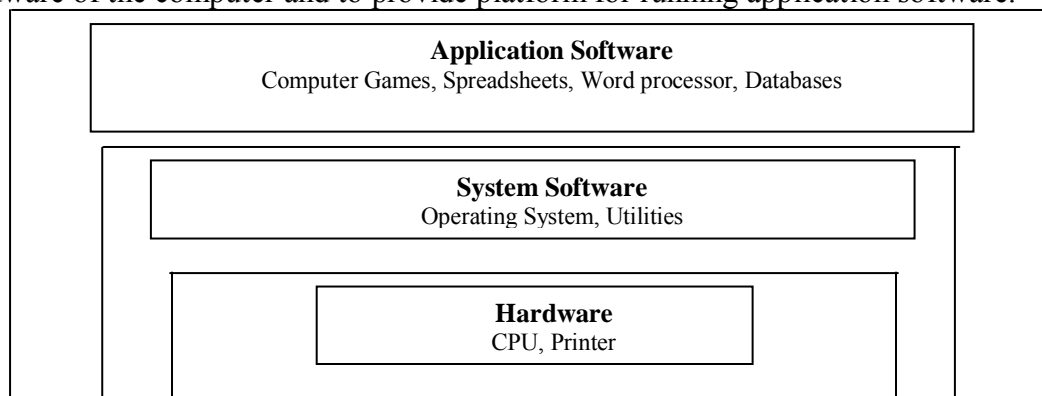 ware of the computer and to provide platform for running application software.
Application Software
Computer Games, Spreadsheets, Word processor, Databases
System Software
Operating System, Utilities
Hardware
CPU, Printer